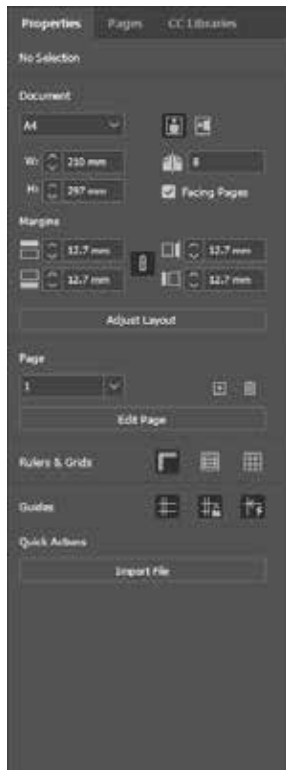 Properties Pages CC Libraries
No Selection
Document
A4
W: 210 mm 8
H: 297 mm Facing Pages
Margins
12.7 mm 12.7 mm
12.7 mm 12.7 mm
Adjust Layout
Page
1
Edit Page
Rulers & Grids
Guides
Quick Actions
Import File